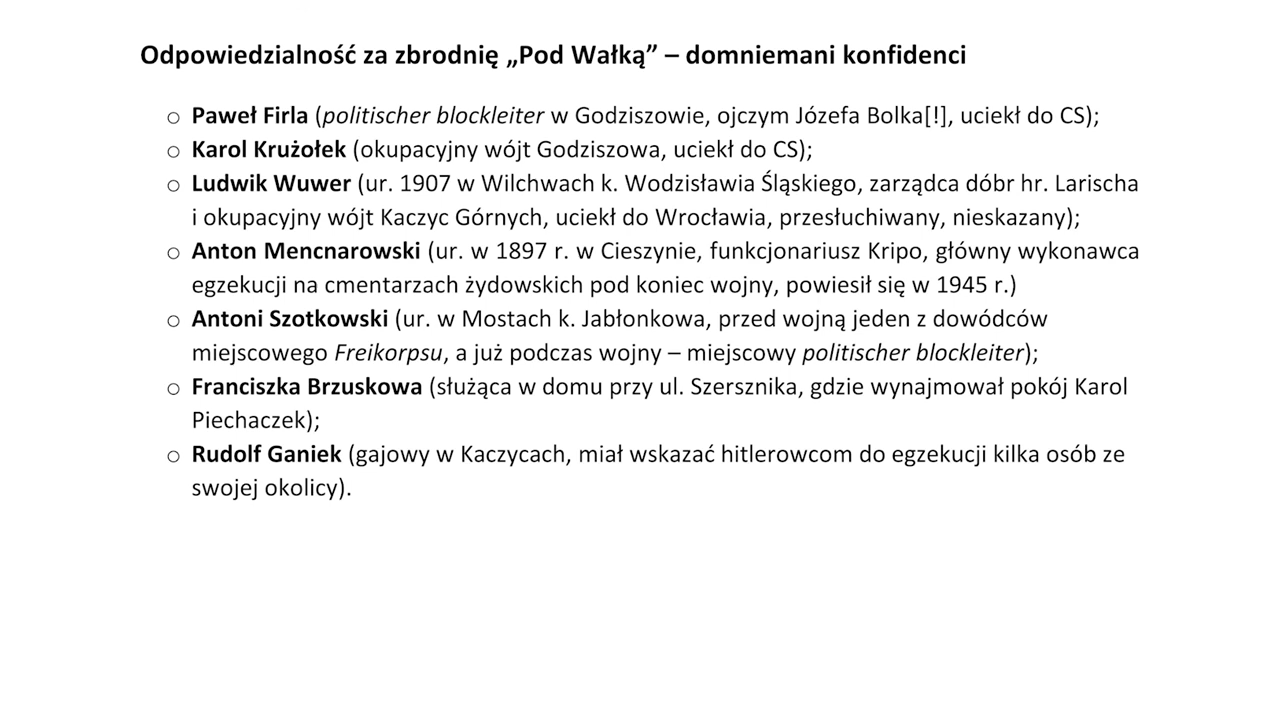 Odpowiedzialność za zbrodnię „Pod Wałką” – domniemani konfidenci
○ Paweł Firla (politischer blockleiter w Godziszowie, ojczym Józefa Bolka[!], uciekł do CS);
○ Karol Krużołek (okupacyjny wójt Godziszowa, uciekł do CS);
○ Ludwik Wuwer (ur. 1907 w Wilchwach k. Wodzisławia Śląskiego, zarządca dóbr hr. Larischa
i okupacyjny wójt Kaczyc Górnych, uciekł do Wrocławia, przesłuchiwany, nieskazany);
○ Anton Mencnarowski (ur. w 1897 r. w Cieszynie, funkcjonariusz Kripo, główny wykonawca
egzekucji na cmentarzach żydowskich pod koniec wojny, powiesił się w 1945 r.)
○ Antoni Szotkowski (ur. w Mostach k. Jabłonkowa, przed wojną jeden z dowódców
miejscowego Freikorpsu, a już podczas wojny – miejscowy politischer blockleiter);
○ Franciszka Brzuskowa (służąca w domu przy ul. Szersznika, gdzie wynajmował pokój Karol
Piechaczek);
○ Rudolf Ganiek (gajowy w Kaczycach, miał wskazać hitlerowcom do egzekucji kilka osób ze
swojej okolicy).